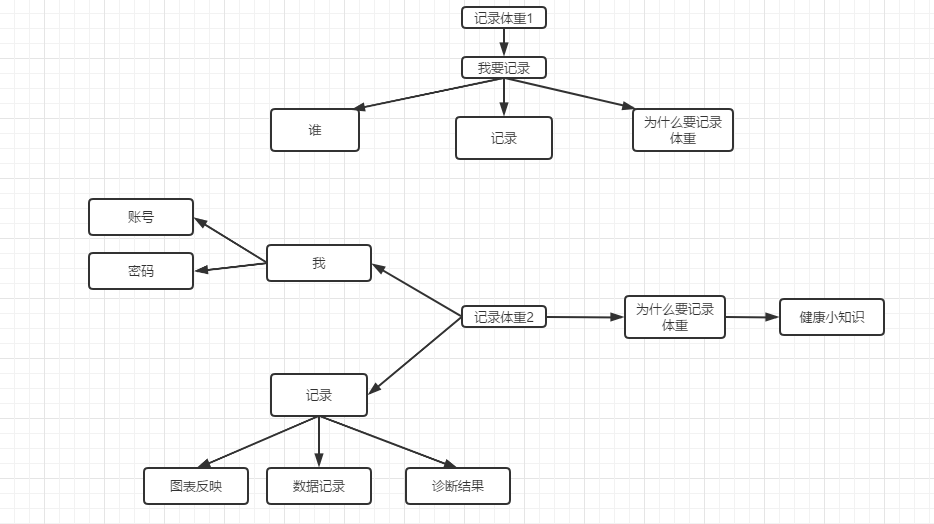 记录体重1
我要记录
谁
记录
为什么要记录
体重
账号
密码
我
记录体重2
为什么要记录
体重
健康小知识
记录
图表反映
数据记录
诊断结果